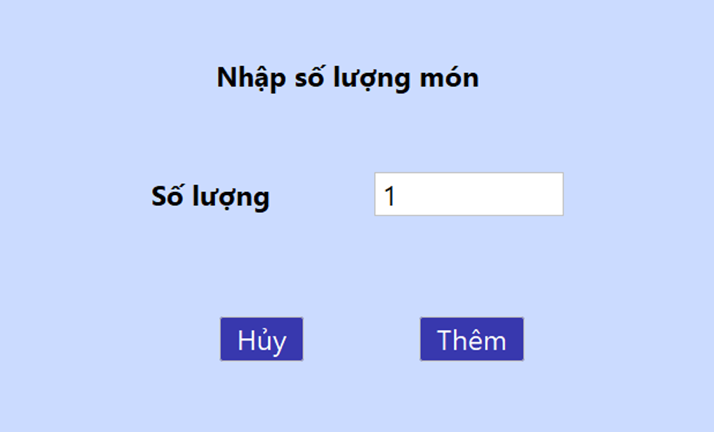 Nhập số lượng món
Số lượng 1
Hủy Thêm